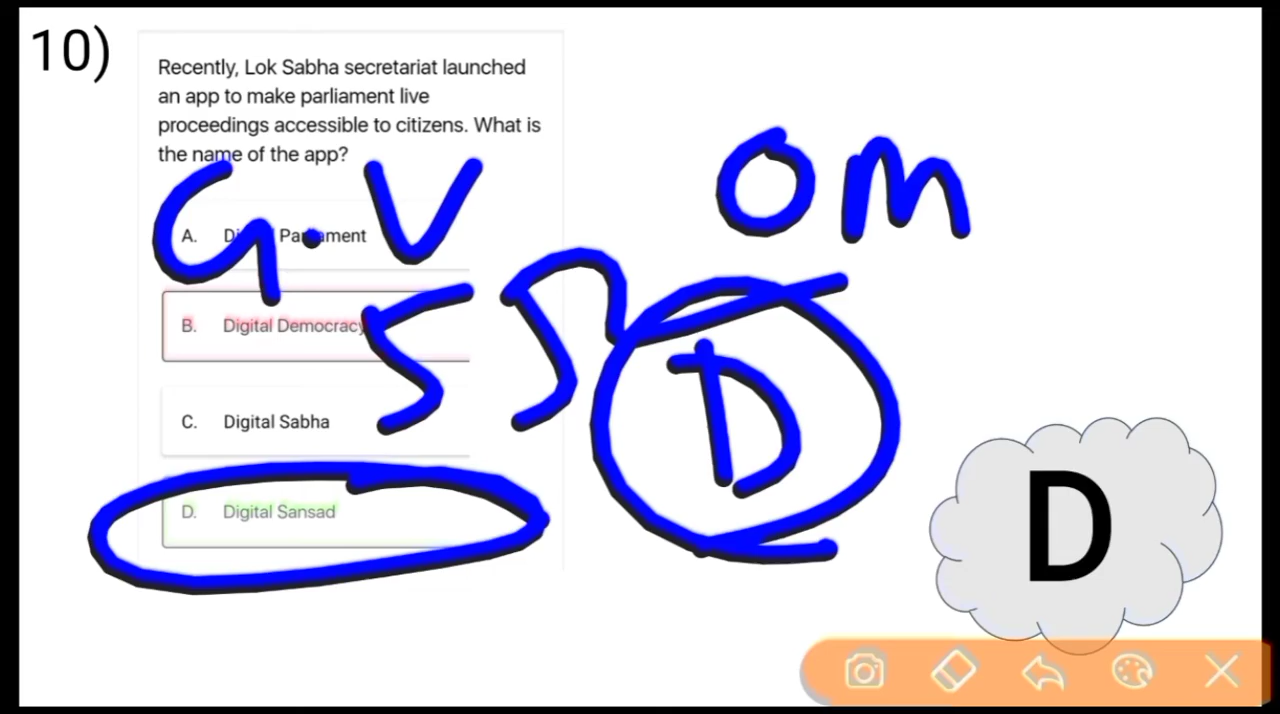 10)
Recently, Lok Sabha secretariat launched
an app to make parliament live
proceedings accessible to citizens. What is
the name of the app?
G V
OM
A. Parliament
B. Digital Democracy
C. Digital Sabha
D
D. Digital Sansad
D